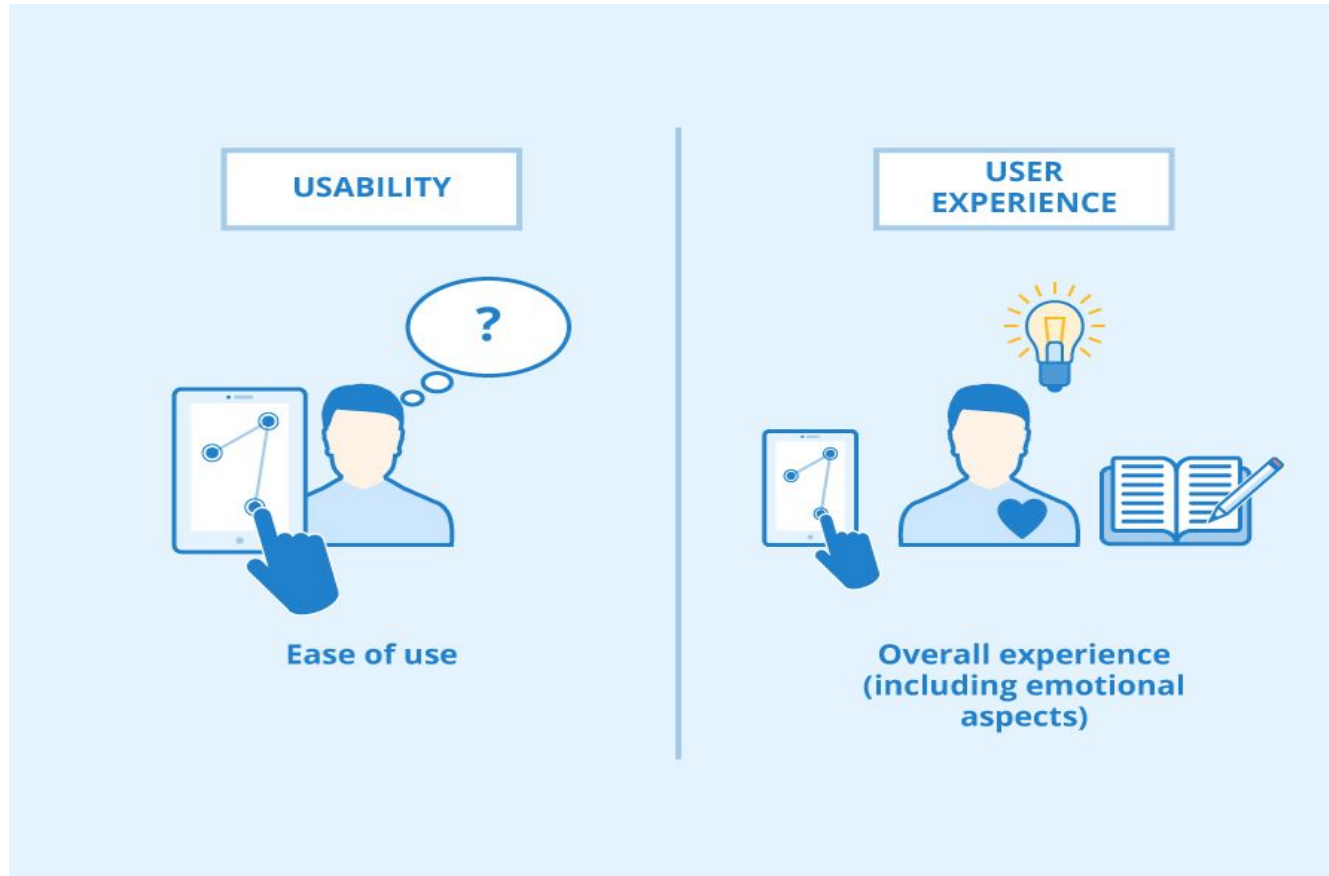 USABILITY
?
Ease of use
USER
EXPERIENCE
Overall experience
(including emotional
aspects)